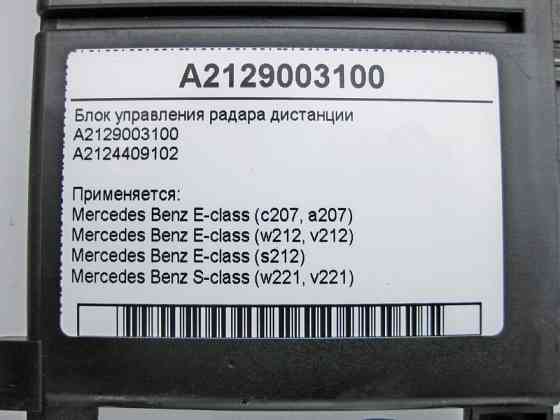 A2129003100
Блок управления радара дистанции
A2129003100
A2124409102
Применяется:
Mercedes Benz E-class (c207, a207)
Mercedes Benz E-class (w212, v212)
Mercedes Benz E-class (s212)
Mercedes Benz S-class (w221, v221)